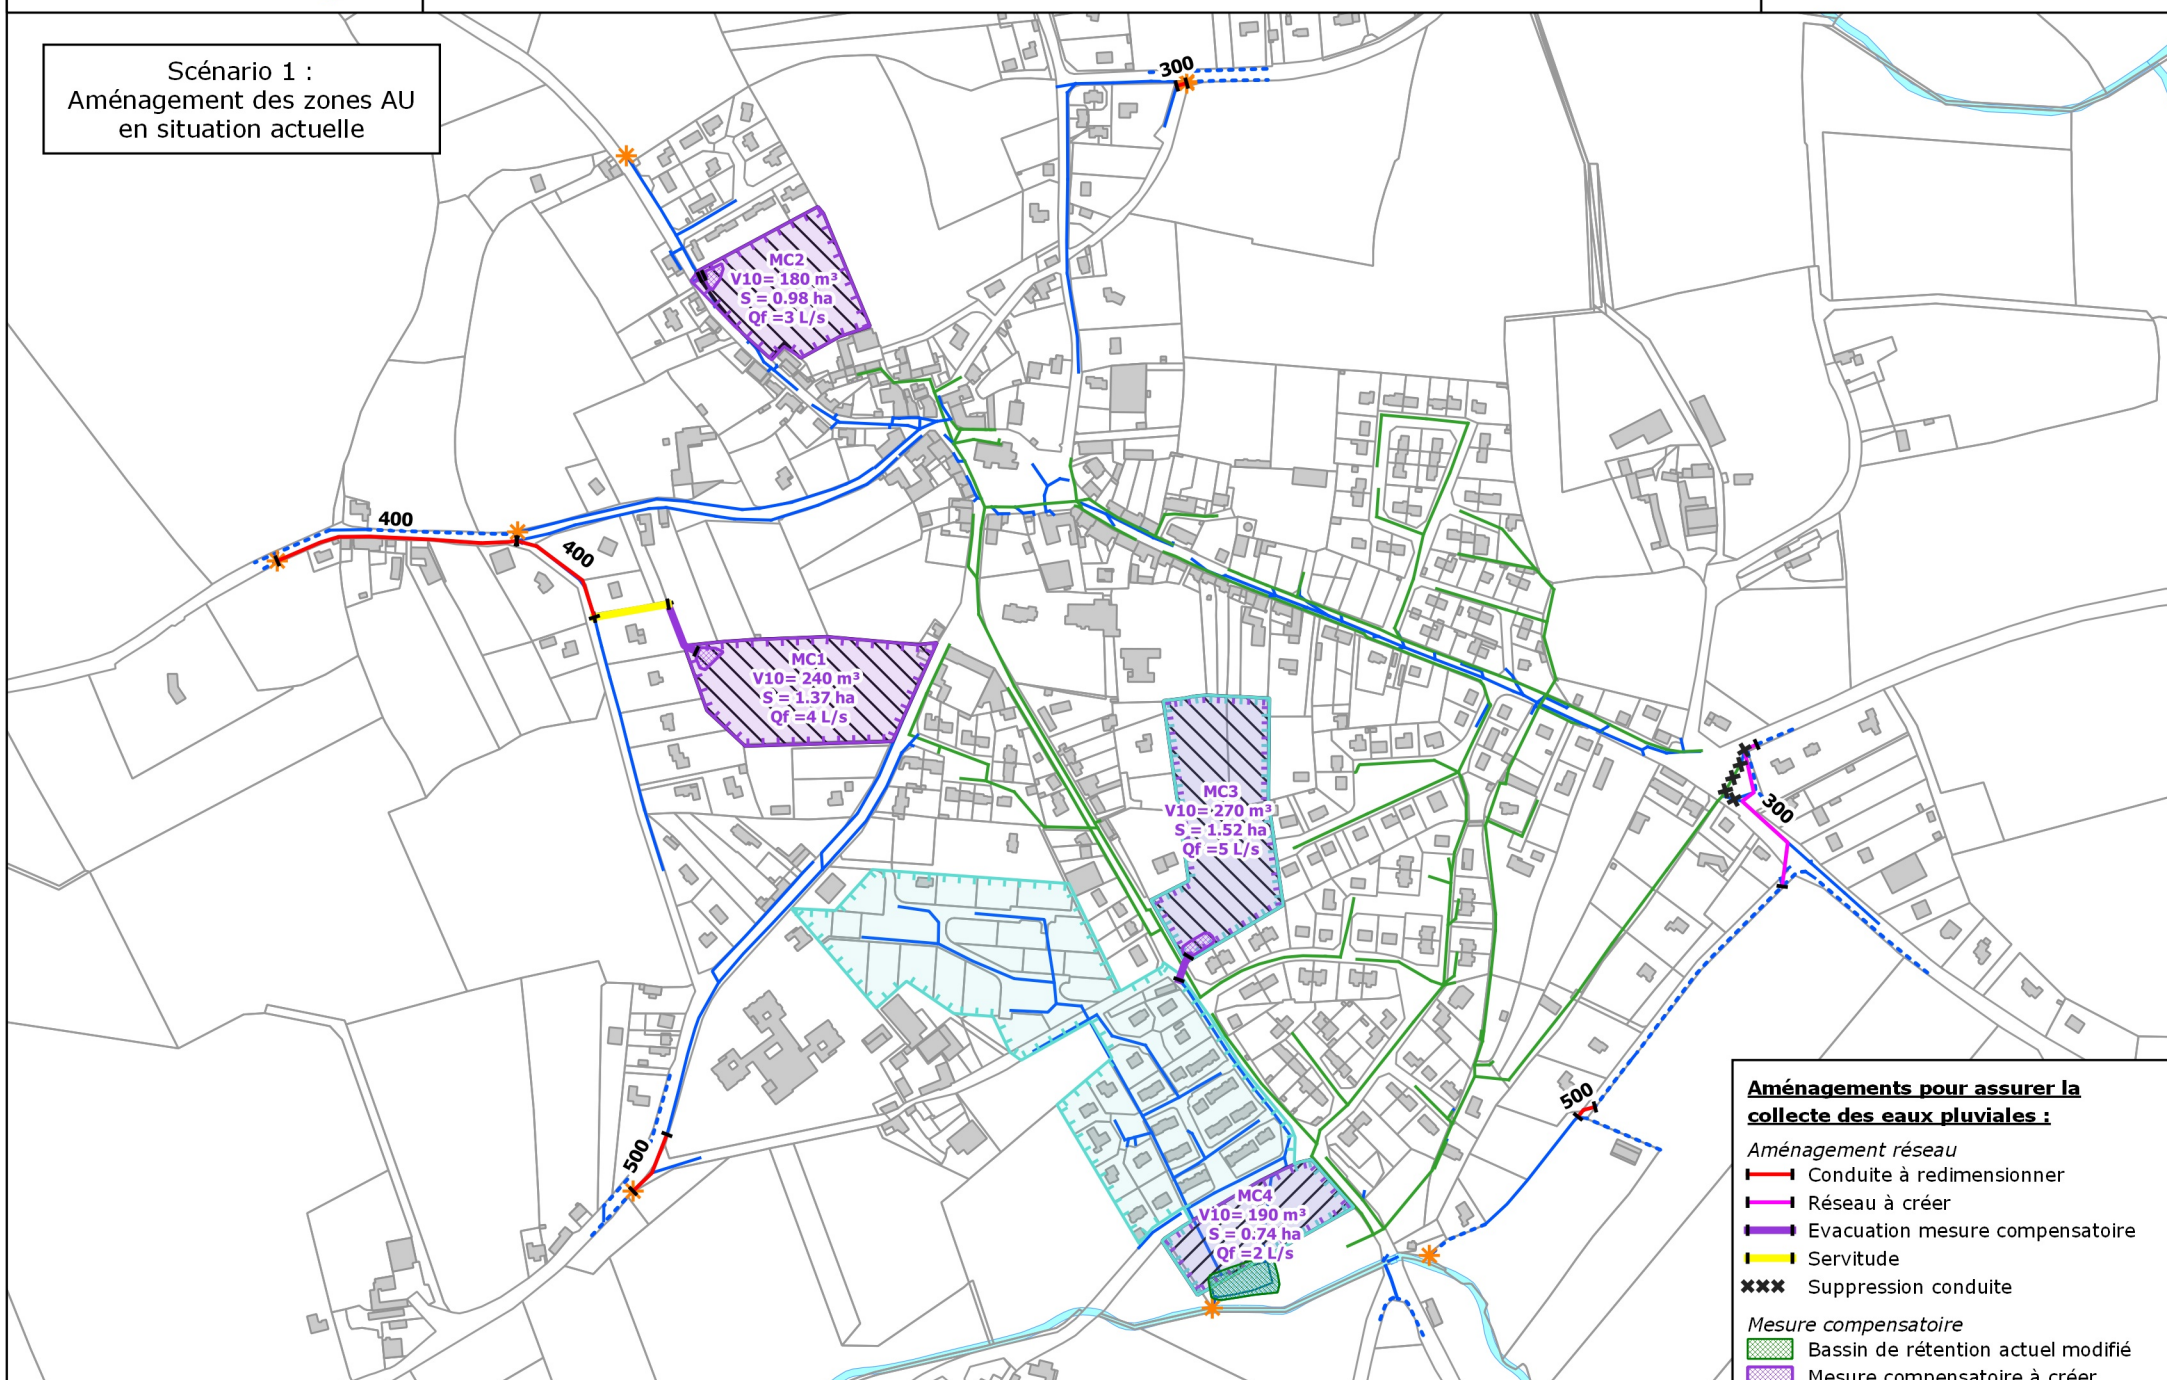 Scénario 1 :
Aménagement des zones AU
en situation actuelle
300
MC2
V10= 180 m³
S = 0.98 ha
Qf =3 L/s
400
400
MC1
V10= 240 m³
S = 1.37 ha
Qf =4 L/s
MC3
V10= 270 m³
S = 1.52 ha
Qf =5 L/s
300
500
500
MC4
V10= 190 m³
S = 0.74 ha
Qf =2 L/s
Aménagements pour assurer la
collecte des eaux pluviales :
Aménagement réseau
Conduite à redimensionner
Réseau à créer
Evacuation mesure compensatoire
Servitude
Suppression conduite
Mesure compensatoire
Bassin de rétention actuel modifié
Mesure compensatoire à créer